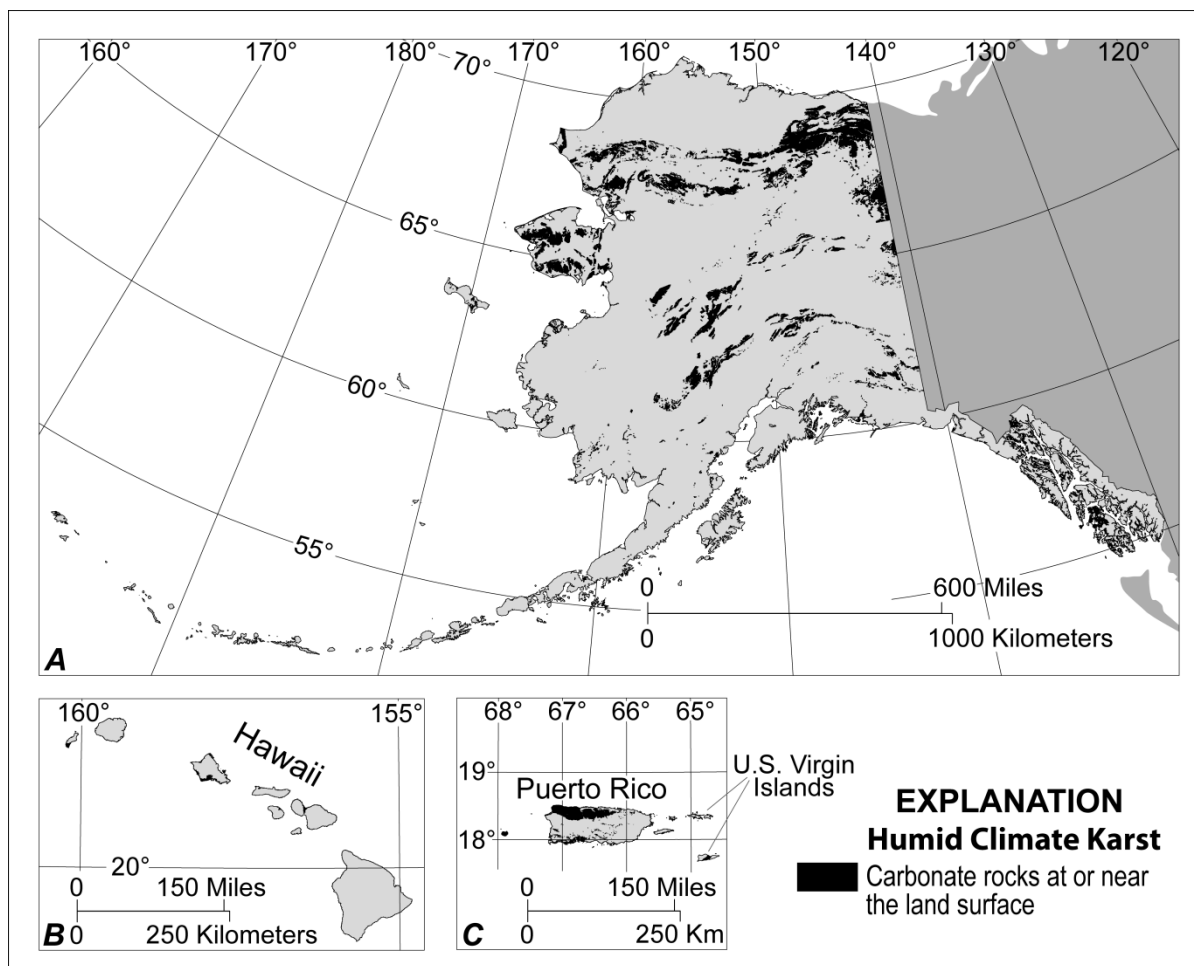 160° 170° 180° 170° 160° 150° 140° 130° 120°
70°
65°
60°
55°
0 600 Miles
0 1000 Kilometers
A
160° 155°
Hawaii
20°
0 150 Miles
0 250 Kilometers
B
68° 67° 66° 65°
19°
Puerto Rico
U.S. Virgin
Islands
18°
0 150 Miles
0 250 Km
C
EXPLANATION
Humid Climate Karst
Carbonate rocks at or near
the land surface